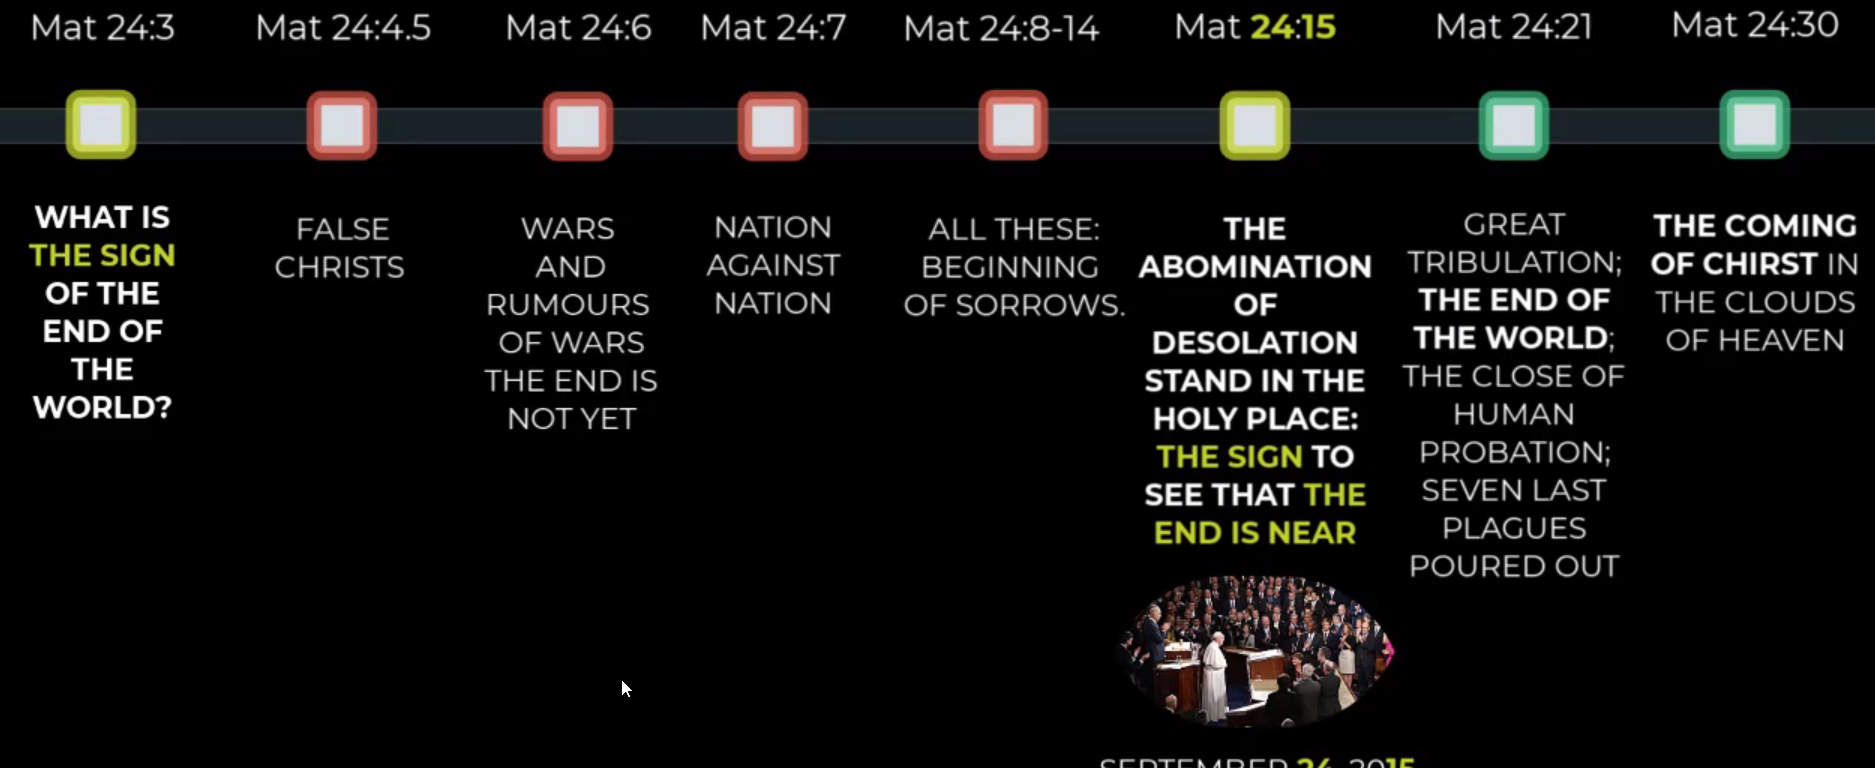 Mat 24:3
Mat 24:4.5
Mat 24:6
Mat 24:7
Mat 24:8-14
Mat 24:15
Mat 24:21
Mat 24:30
WHAT IS
THE SIGN
OF THE
END OF
THE
WORLD?
FALSE
CHRISTS
WARS
AND
RUMOURS
OF WARS
THE END IS
NOT YET
NATION
AGAINST
NATION
ALL THESE:
BEGINNING
OF SORROWS.
THE
ABOMINATION
OF
DESOLATION
STAND IN THE
HOLY PLACE:
THE SIGN TO
SEE THAT THE
END IS NEAR
SEPTEMBER 24, 2015
GREAT
TRIBULATION;
THE END OF
THE WORLD;
THE CLOSE OF
HUMAN
PROBATION;
SEVEN LAST
PLAGUES
POURED OUT
THE COMING
OF CHIRST IN
THE CLOUDS
OF HEAVEN